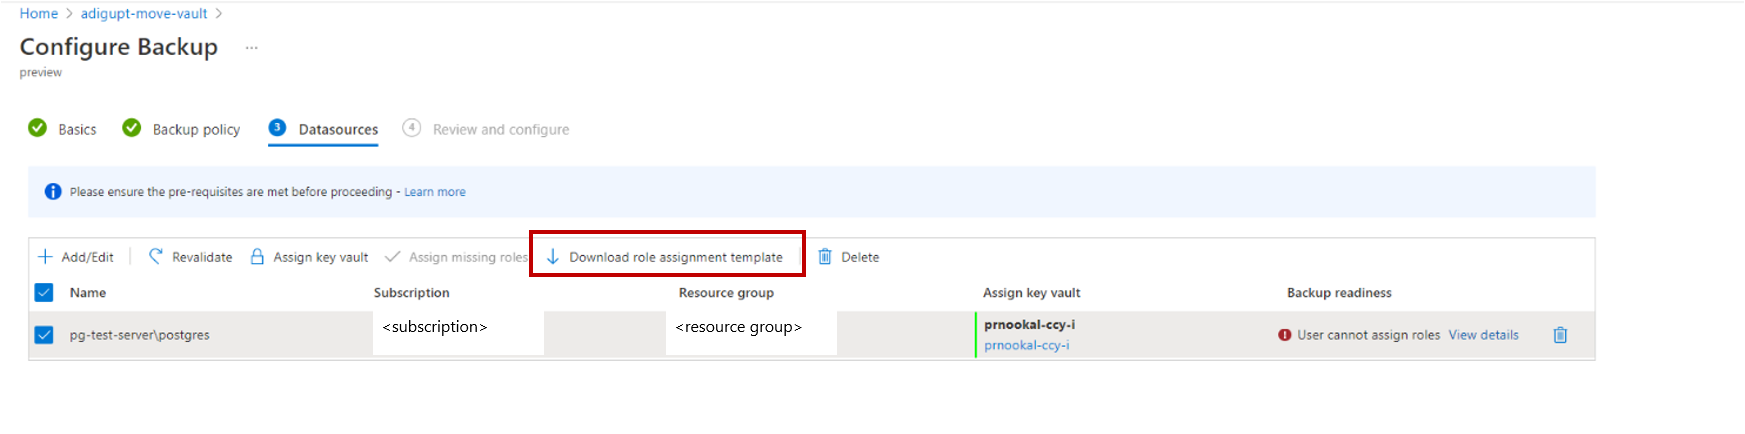 Home > adigupt-move-vault >
Configure Backup ...
preview
Basics Backup policy 3 Datasources 4 Review and configure
Please ensure the pre-requisites are met before proceeding - Learn more
Add/Edit Revalidate Assign key vault Assign missing roles Download role assignment template Delete
Name Subscription Resource group Assign key vault Backup readiness
pg-test-server\postgres <subscription> <resource group> prnookal-ccy-i User cannot assign roles View details
prnookal-ccy-i